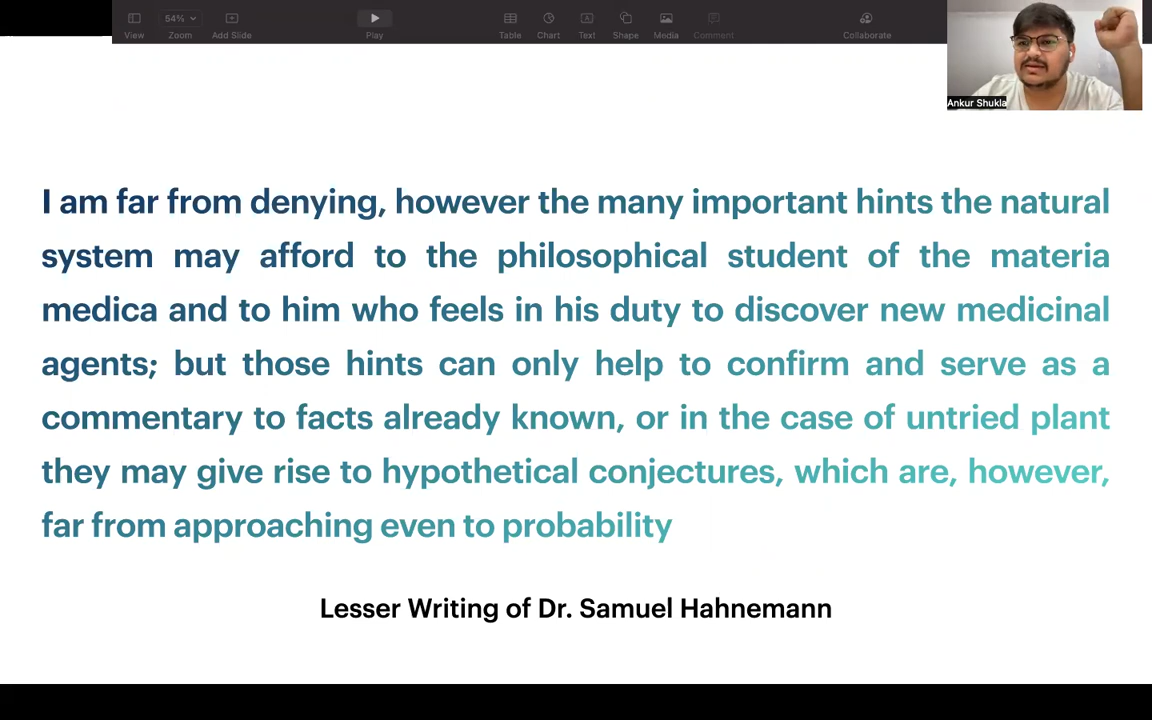 View
54%
Zoom
Add Slide
Play
Table
Chart
Text
Shape
Media
Comment
Collaborate
Ankur Shukla
I am far from denying, however the many important hints the natural
system may afford to the philosophical student of the materia
medica and to him who feels in his duty to discover new medicinal
agents; but those hints can only help to confirm and serve as a
commentary to facts already known, or in the case of untried plant
they may give rise to hypothetical conjectures, which are, however,
far from approaching even to probability
Lesser Writing of Dr. Samuel Hahnemann